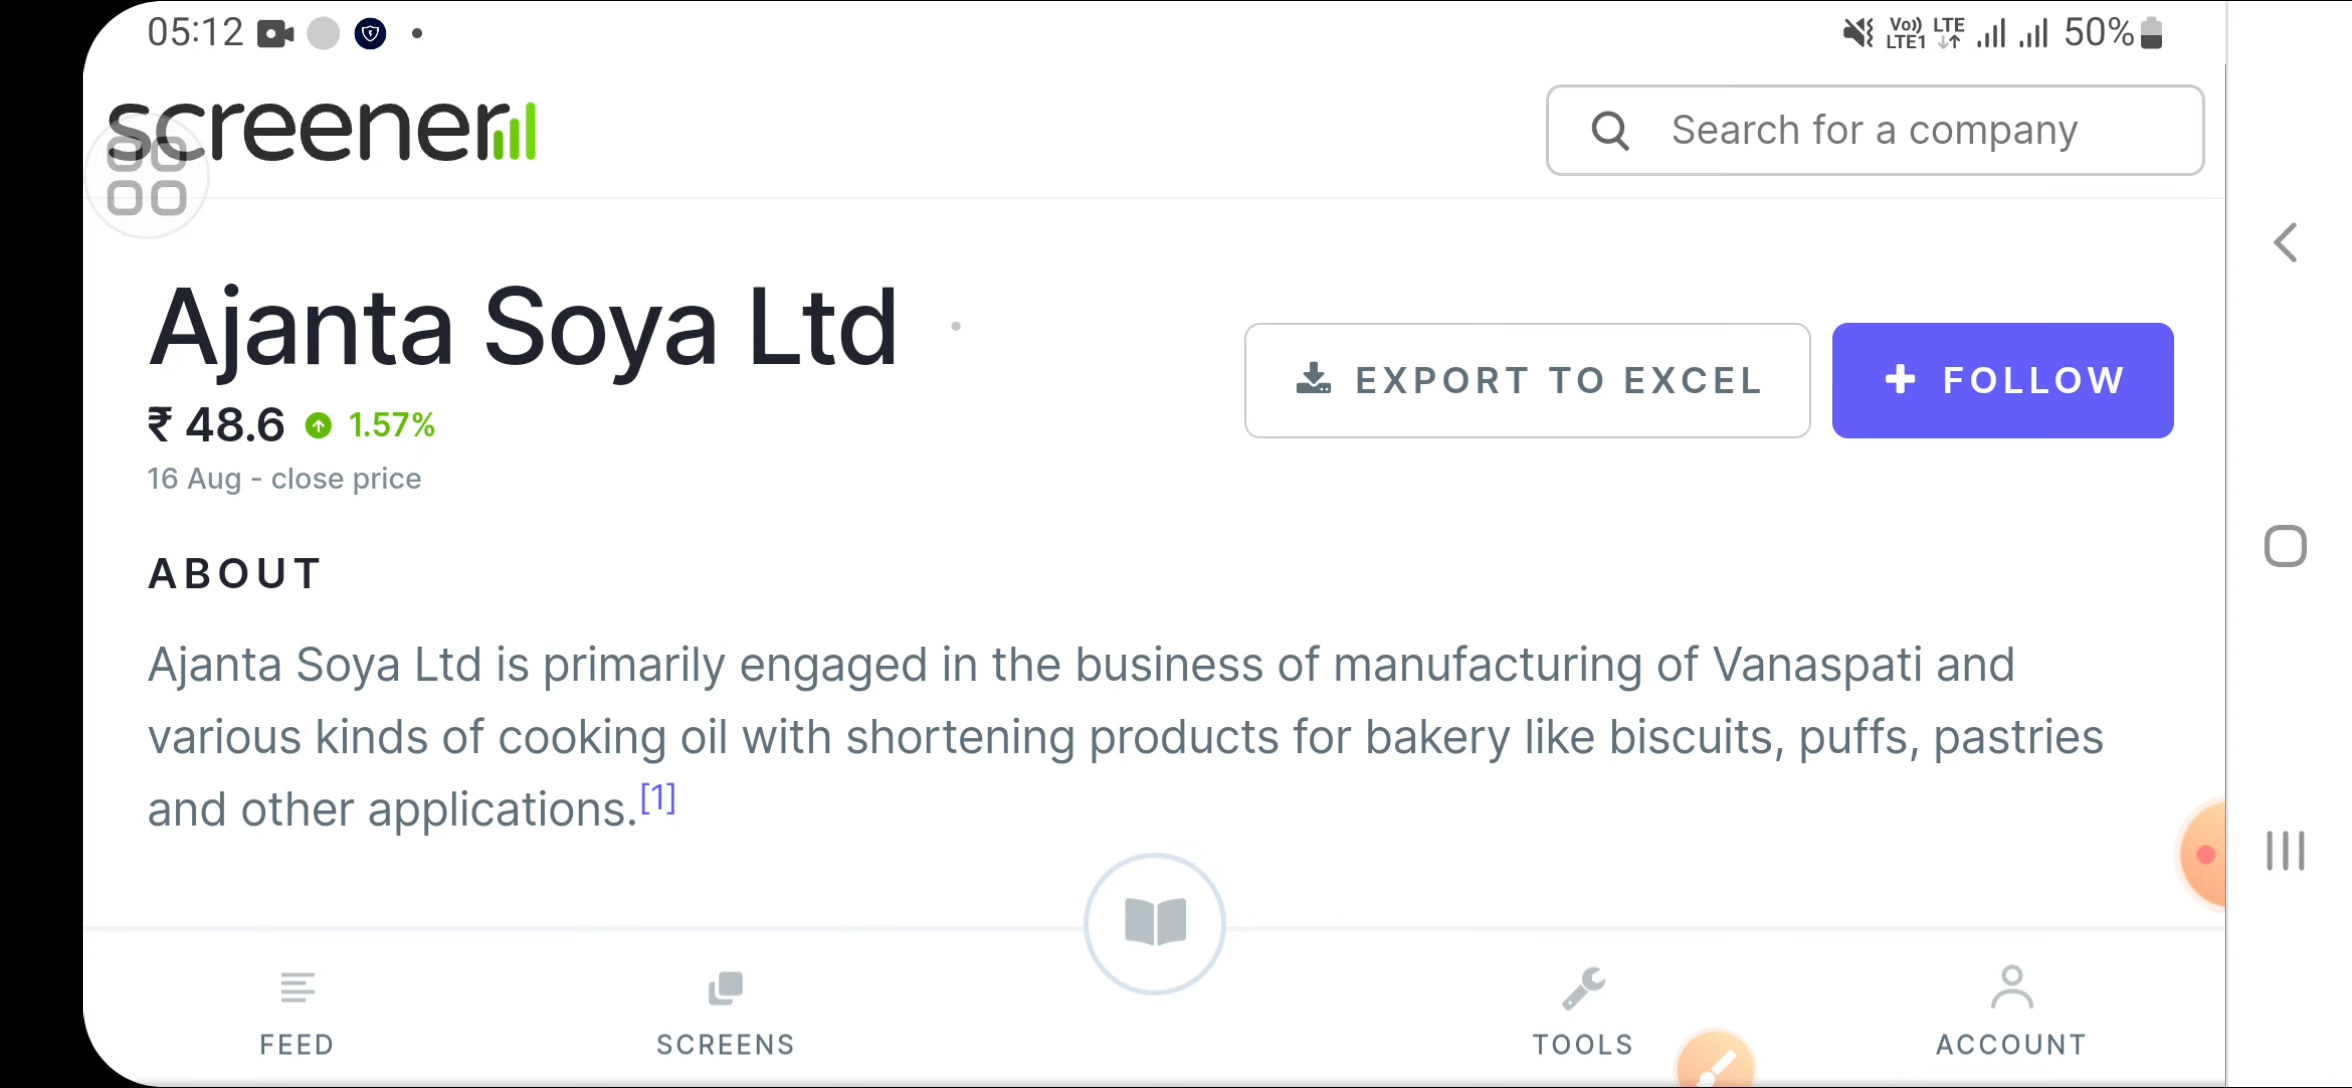 05:12
Vo)) LTE1 LTE 50%
screener
Search for a company
Ajanta Soya Ltd
EXPORT TO EXCEL
+ FOLLOW
₹ 48.6 1.57%
16 Aug - close price
ABOUT
Ajanta Soya Ltd is primarily engaged in the business of manufacturing of Vanaspati and
various kinds of cooking oil with shortening products for bakery like biscuits, puffs, pastries
and other applications.[1]
FEED SCREENS TOOLS ACCOUNT